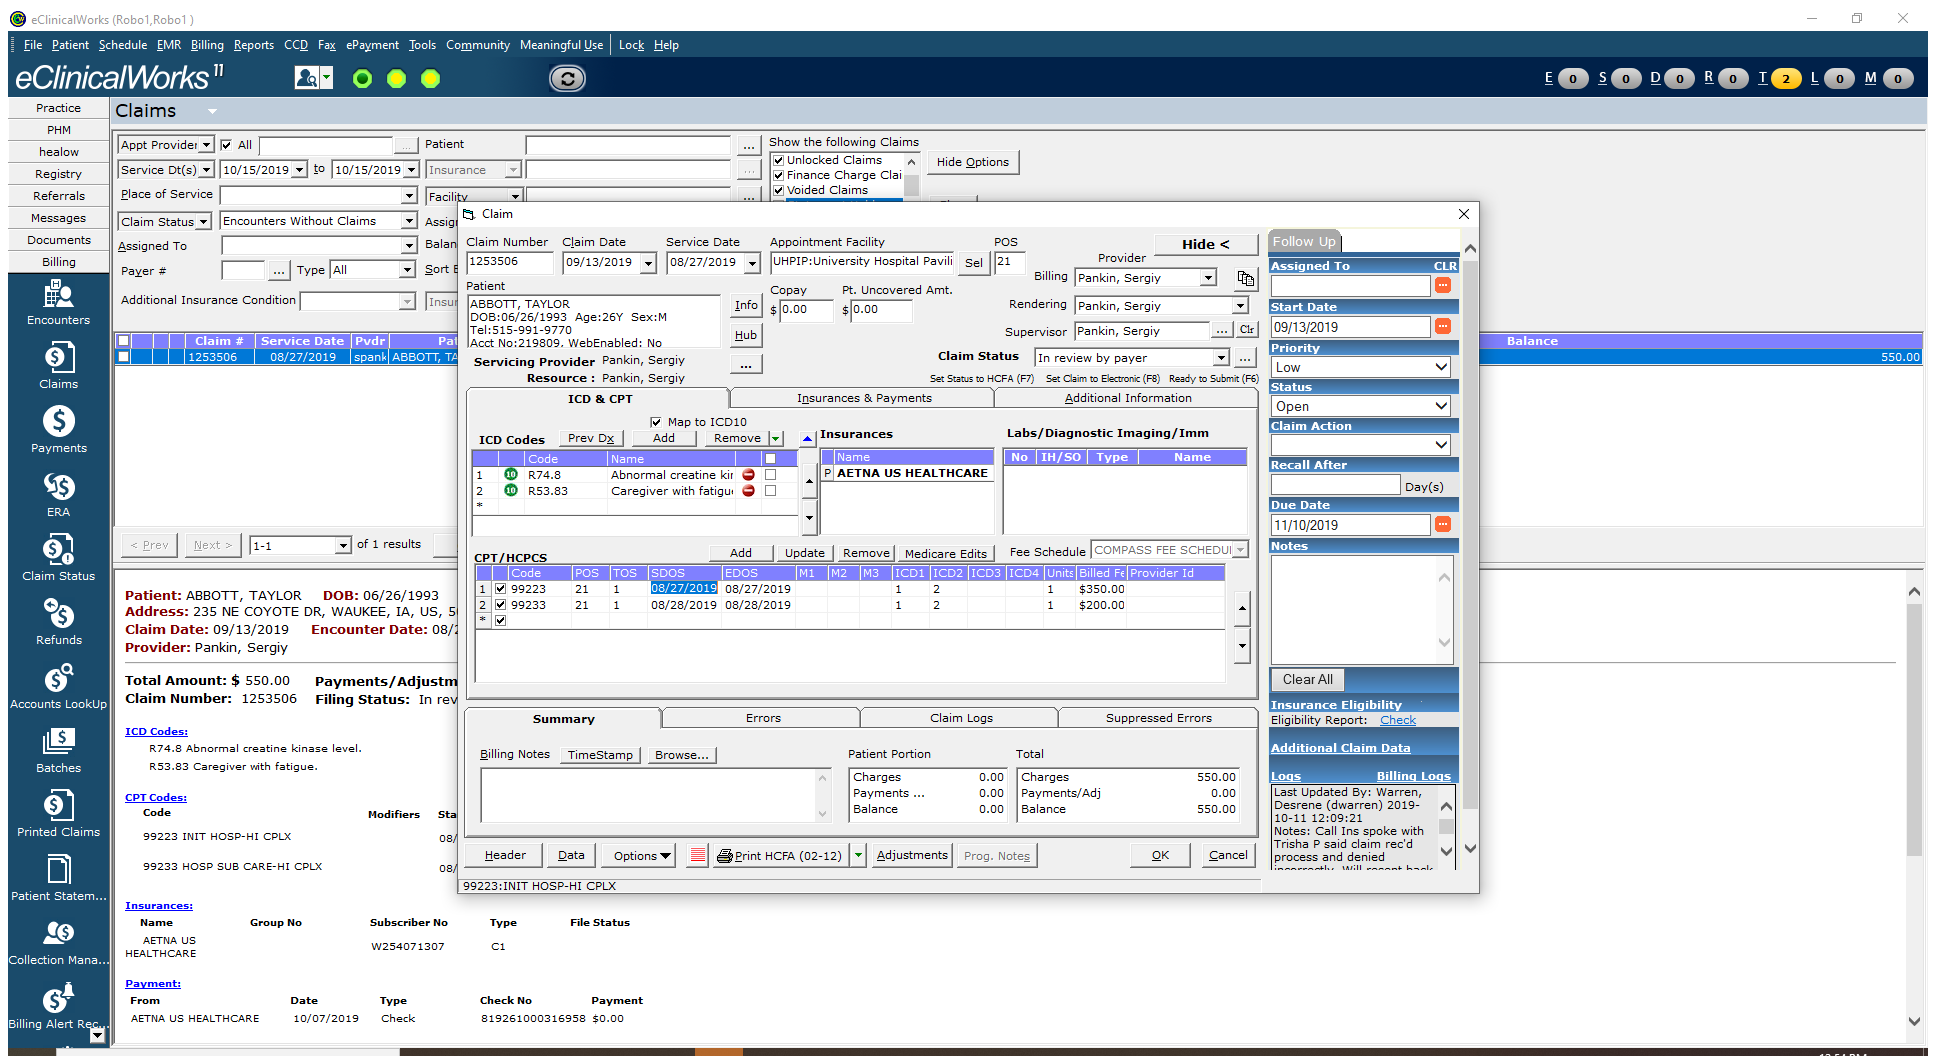 eClinicalWorks (Robo1,Robo1 )
File Patient Schedule EMR Billing Reports CCD Fax ePayment Tools Community Meaningful Use Lock Help
eClinicalWorks 11
E 0 S 0 D 0 R 0 T 2 L 0 M 0
Practice
PHM
healow
Registry
Referrals
Messages
Documents
Billing
Encounters
Claims
Payments
ERA
Claim Status
Refunds
Accounts LookUp
Batches
Printed Claims
Patient Statem...
Collection Mana...
Billing Alert Rec...
Claims
Appt Provider All ... Patient ... Show the following Claims
Service Dt(s) 10/15/2019 to 10/15/2019 Insurance ... Unlocked Claims Hide Options
Finance Charge Clai
Place of Service Facility ... Voided Claims
Claim Status Encounters Without Claims
Assigned To
Payer # ... Type All
Additional Insurance Condition
Claim # Service Date Pvdr Balance
1253506 08/27/2019 spank ABBOTT, TA 550.00
< Prev Next > 1-1 of 1 results
Patient: ABBOTT, TAYLOR DOB: 06/26/1993
Address: 235 NE COYOTE DR, WAUKEE, IA, US,
Claim Date: 09/13/2019 Encounter Date:
Provider: Pankin, Sergiy
Total Amount: $ 550.00 Payments/Adjustm
Claim Number: 1253506 Filing Status: In rev
ICD Codes:
R74.8 Abnormal creatine kinase level.
R53.83 Caregiver with fatigue.
CPT Codes:
Code Modifiers Sta
99223 INIT HOSP-HI CPLX 08/
99233 HOSP SUB CARE-HI CPLX 08/
Insurances:
Name Group No Subscriber No Type File Status
AETNA US HEALTHCARE W254071307 C1
Payment:
From Date Type Check No Payment
AETNA US HEALTHCARE 10/07/2019 Check 819261000316958 $0.00
Claim
Claim Number Claim Date Service Date Appointment Facility POS Hide <
1253506 09/13/2019 08/27/2019 UHPIP:University Hospital Pavili Sel 21
Provider
Billing Pankin, Sergiy
Patient Copay Pt. Uncovered Amt.
ABBOTT, TAYLOR Info $ 0.00 $ 0.00 Rendering Pankin, Sergiy
DOB:06/26/1993 Age:26Y Sex:M
Tel:515-991-9770 Hub Supervisor Pankin, Sergiy ... Clr
Acct No:219809, WebEnabled: No
Servicing Provider Pankin, Sergiy ... Claim Status In review by payer ...
Resource : Pankin, Sergiy Set Status to HCFA (F7) Set Claim to Electronic (F8) Ready to Submit (F6)
ICD & CPT Insurances & Payments Additional Information
Map to ICD10
ICD Codes Prev Dx Add Remove Insurances Labs/Diagnostic Imaging/Imm
Code Name Name No IH/SO Type Name
1 10 R74.8 Abnormal creatine kir P AETNA US HEALTHCARE
2 10 R53.83 Caregiver with fatigu
*
CPT/HCPCS Add Update Remove Medicare Edits Fee Schedule COMPASS FEE SCHEDUI
Code POS TOS SDOS EDOS M1 M2 M3 ICD1 ICD2 ICD3 ICD4 Units Billed Fe Provider Id
1 99223 21 1 08/27/2019 08/27/2019 1 2 1 $350.00
2 99233 21 1 08/28/2019 08/28/2019 1 2 1 $200.00
*
Summary Errors Claim Logs Suppressed Errors
Billing Notes TimeStamp Browse... Patient Portion Total
Charges 0.00 Charges 550.00
Payments ... 0.00 Payments/Adj 0.00
Balance 0.00 Balance 550.00
Header Data Options Print HCFA (02-12) Adjustments Prog. Notes OK Cancel
99223:INIT HOSP-HI CPLX
Follow Up
Assigned To CLR
Start Date
09/13/2019
Priority
Low
Status
Open
Claim Action
Recall After
Day(s)
Due Date
11/10/2019
Notes
Clear All
Insurance Eligibility
Eligibility Report: Check
Additional Claim Data
Logs Billing Logs
Last Updated By: Warren,
Desrene (dwarren) 2019-
10-11 12:09:21
Notes: Call Ins spoke with
Trisha P said claim rec'd
process and denied